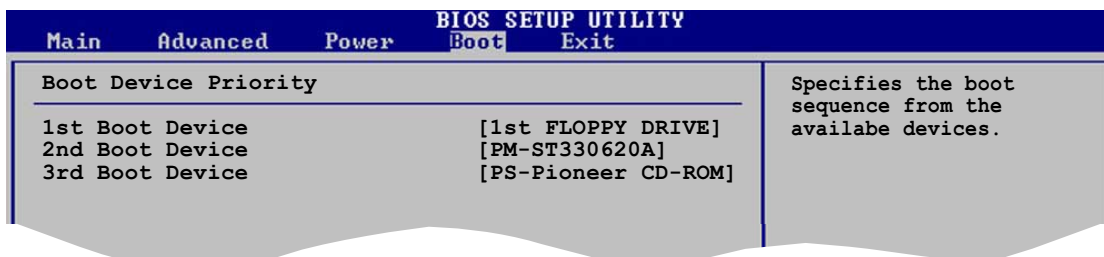 BIOS SETUP UTILITY
Main Advanced Power Boot Exit
Boot Device Priority
1st Boot Device [1st FLOPPY DRIVE]
2nd Boot Device [PM-ST330620A]
3rd Boot Device [PS-Pioneer CD-ROM]
Specifies the boot
sequence from the
availabe devices.